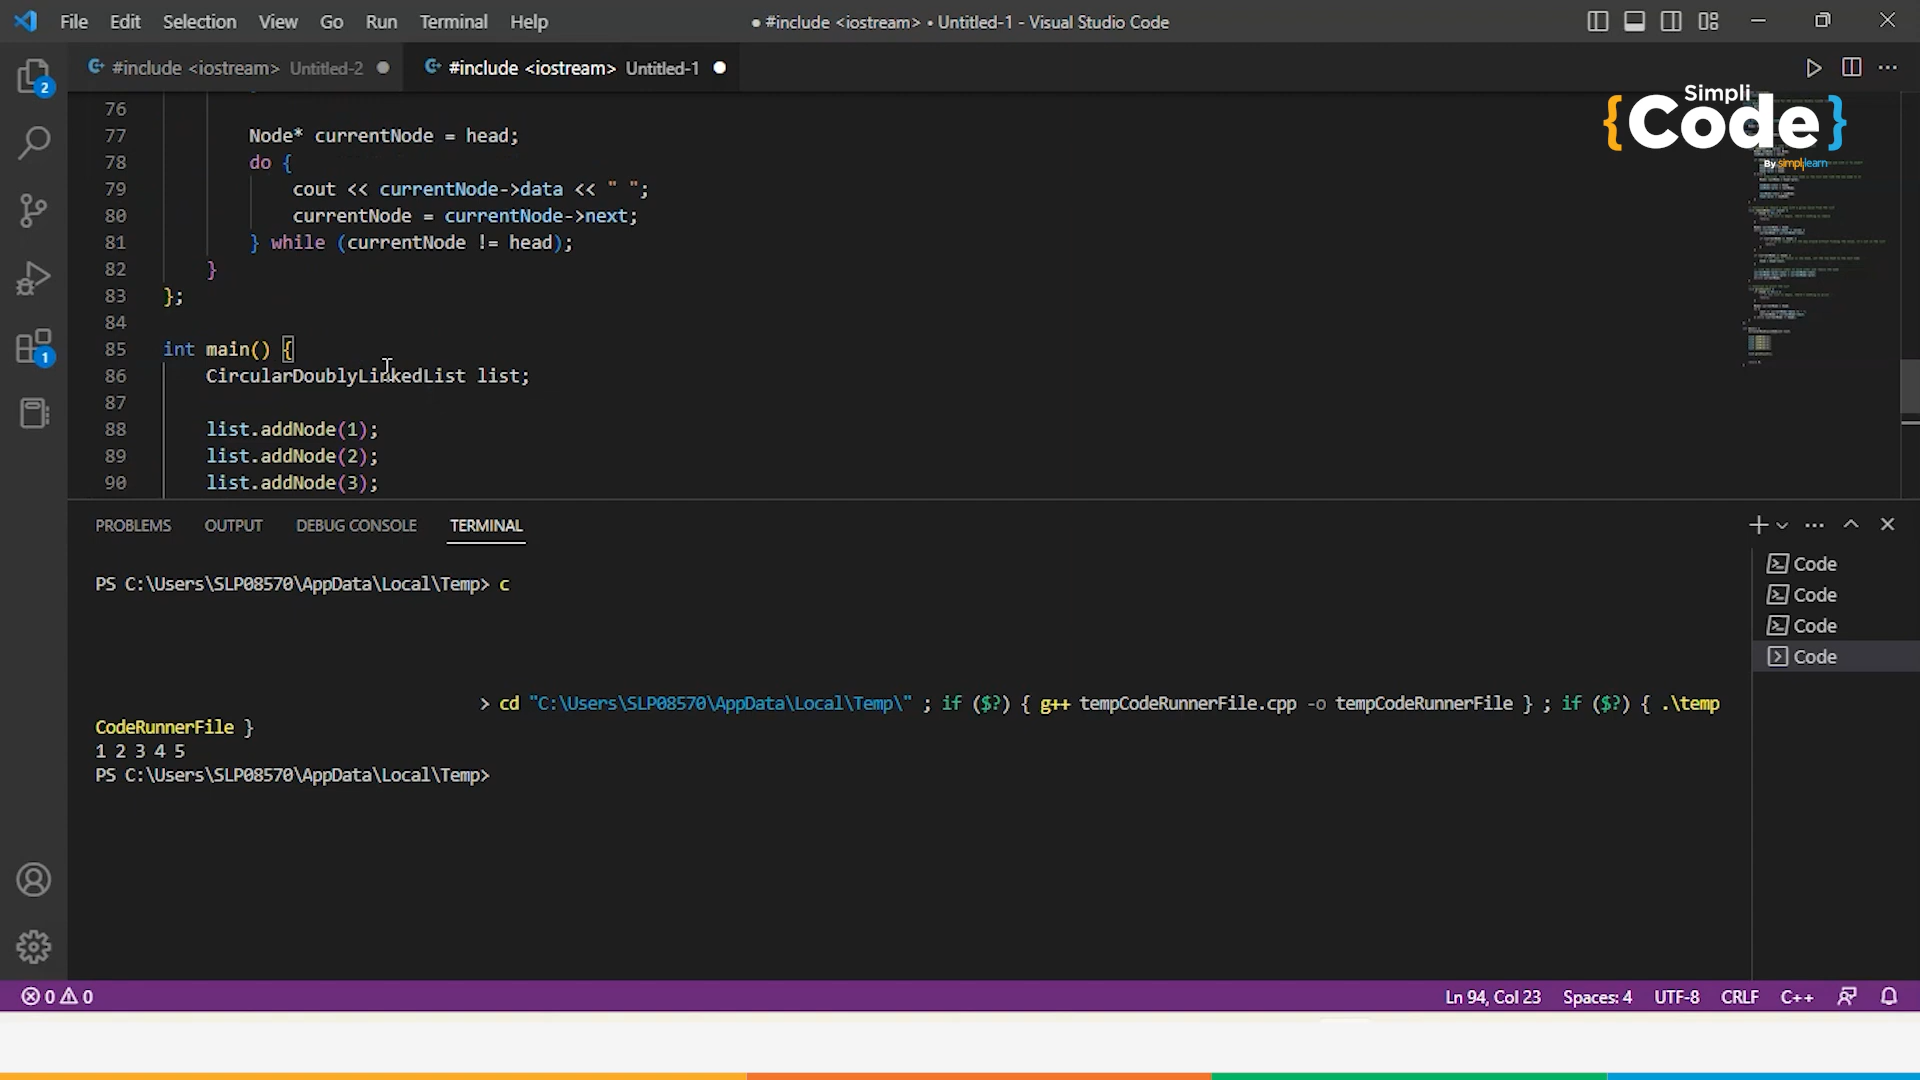 File Edit Selection View Go Run Terminal Help
● #include <iostream> • Untitled-1 - Visual Studio Code
2
#include <iostream> Untitled-2
#include <iostream> Untitled-1
Simpli
{Code}
By simplilearn
76
77 Node* currentNode = head;
78 do {
79 cout << currentNode->data << " ";
80 currentNode = currentNode->next;
81 } while (currentNode != head);
82 }
83 };
84
85 int main() {
86 CircularDoublyLinkedList list;
87
88 list.addNode(1);
89 list.addNode(2);
90 list.addNode(3);
1
PROBLEMS OUTPUT DEBUG CONSOLE TERMINAL
PS C:\Users\SLP08570\AppData\Local\Temp> c
> cd "C:\Users\SLP08570\AppData\Local\Temp\" ; if ($?) { g++ tempCodeRunnerFile.cpp -o tempCodeRunnerFile } ; if ($?) { .\temp
CodeRunnerFile }
1 2 3 4 5
PS C:\Users\SLP08570\AppData\Local\Temp>
Code
Code
Code
Code
0 0
Ln 94, Col 23 Spaces: 4 UTF-8 CRLF C++